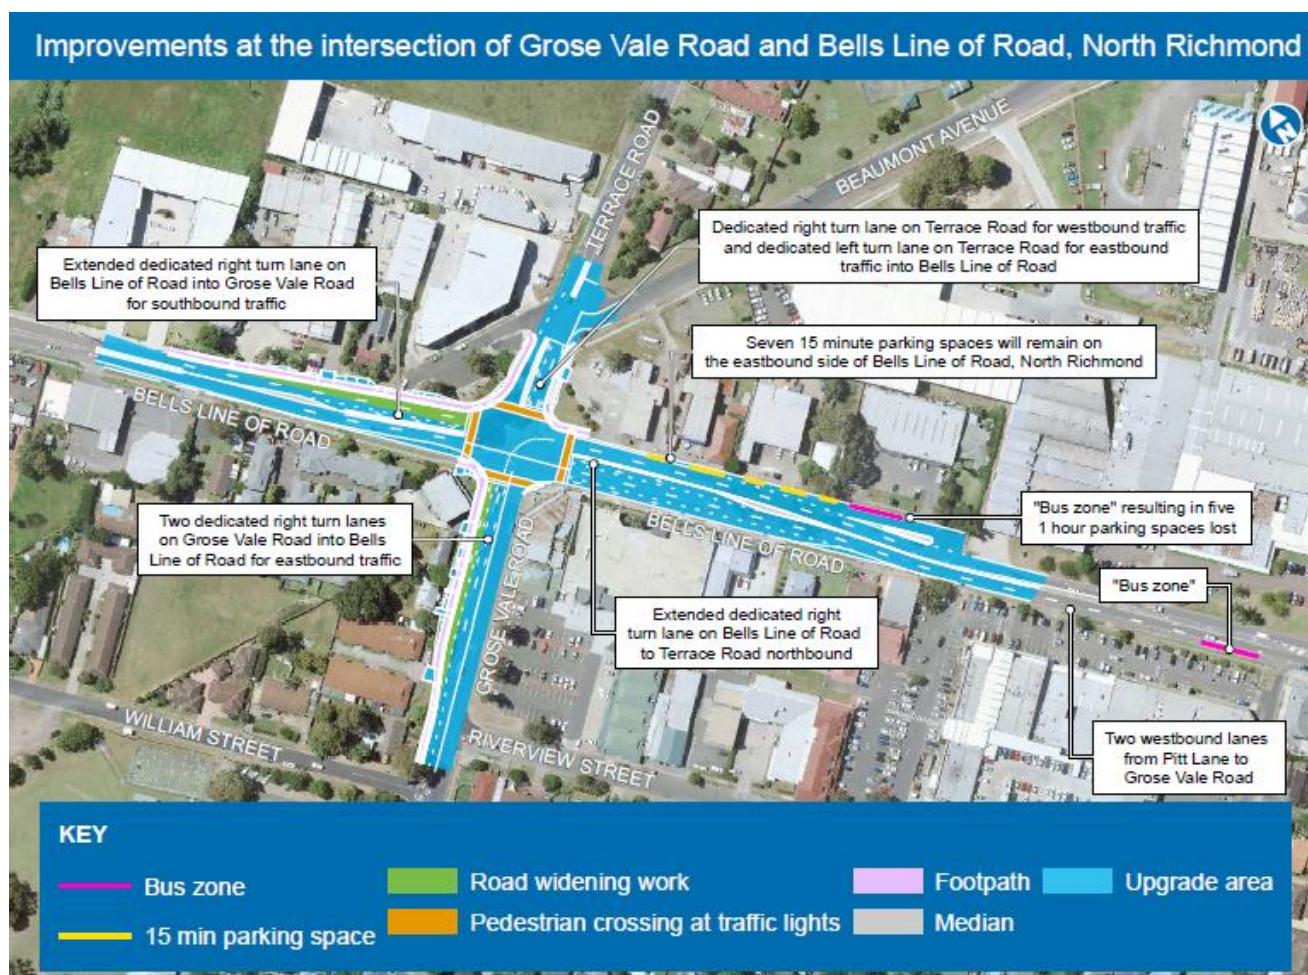 Improvements at the intersection of Grose Vale Road and Bells Line of Road, North Richmond
TERRACE ROAD
BEAUMONT AVENUE
N
Dedicated right turn lane on Terrace Road for westbound traffic
and dedicated left turn lane on Terrace Road for eastbound
traffic into Bells Line of Road
Extended dedicated right turn lane on
Bells Line of Road into Grose Vale Road
for southbound traffic
Seven 15 minute parking spaces will remain on
the eastbound side of Bells Line of Road, North Richmond
BELLS LINE OF ROAD
Two dedicated right turn lanes
on Grose Vale Road into Bells
Line of Road for eastbound traffic
GROSE VALE ROAD
BELLS LINE OF ROAD
"Bus zone" resulting in five
1 hour parking spaces lost
"Bus zone"
Extended dedicated right
turn lane on Bells Line of Road
to Terrace Road northbound
WILLIAM STREET
RIVERVIEW STREET
Two westbound lanes
from Pitt Lane to
Grose Vale Road
KEY
Bus zone
15 min parking space
Road widening work
Pedestrian crossing at traffic lights
Footpath
Median
Upgrade area